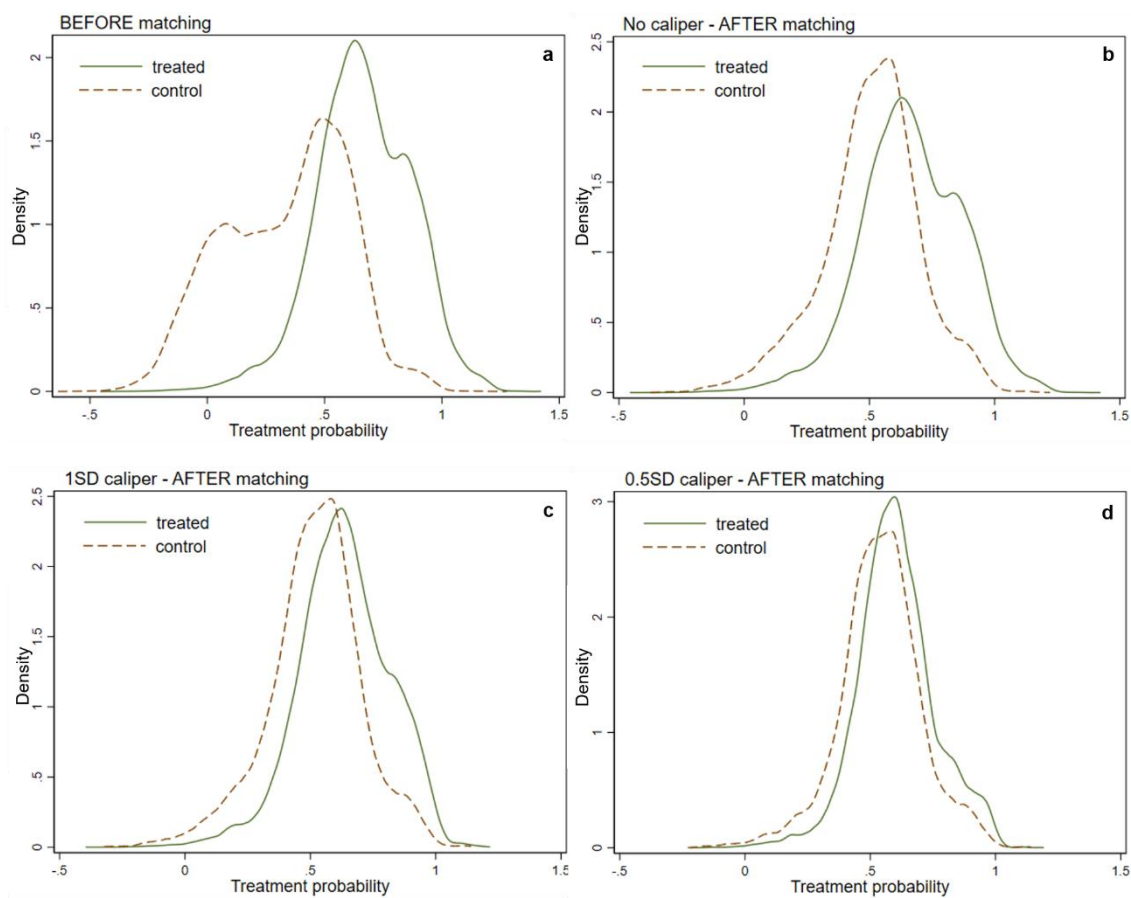 BEFORE matching
a
treated
control
Density
0 .5 1 1.5 2
-.5 0 .5 1 1.5
Treatment probability
No caliper - AFTER matching
b
treated
control
Density
0 .5 1 1.5 2 2.5
-.5 0 .5 1 1.5
Treatment probability
1SD caliper - AFTER matching
c
treated
control
Density
0 .5 1 1.5 2 2.5
-.5 0 .5 1 1.5
Treatment probability
0.5SD caliper - AFTER matching
d
treated
control
Density
0 1 2 3
-.5 0 .5 1 1.5
Treatment probability